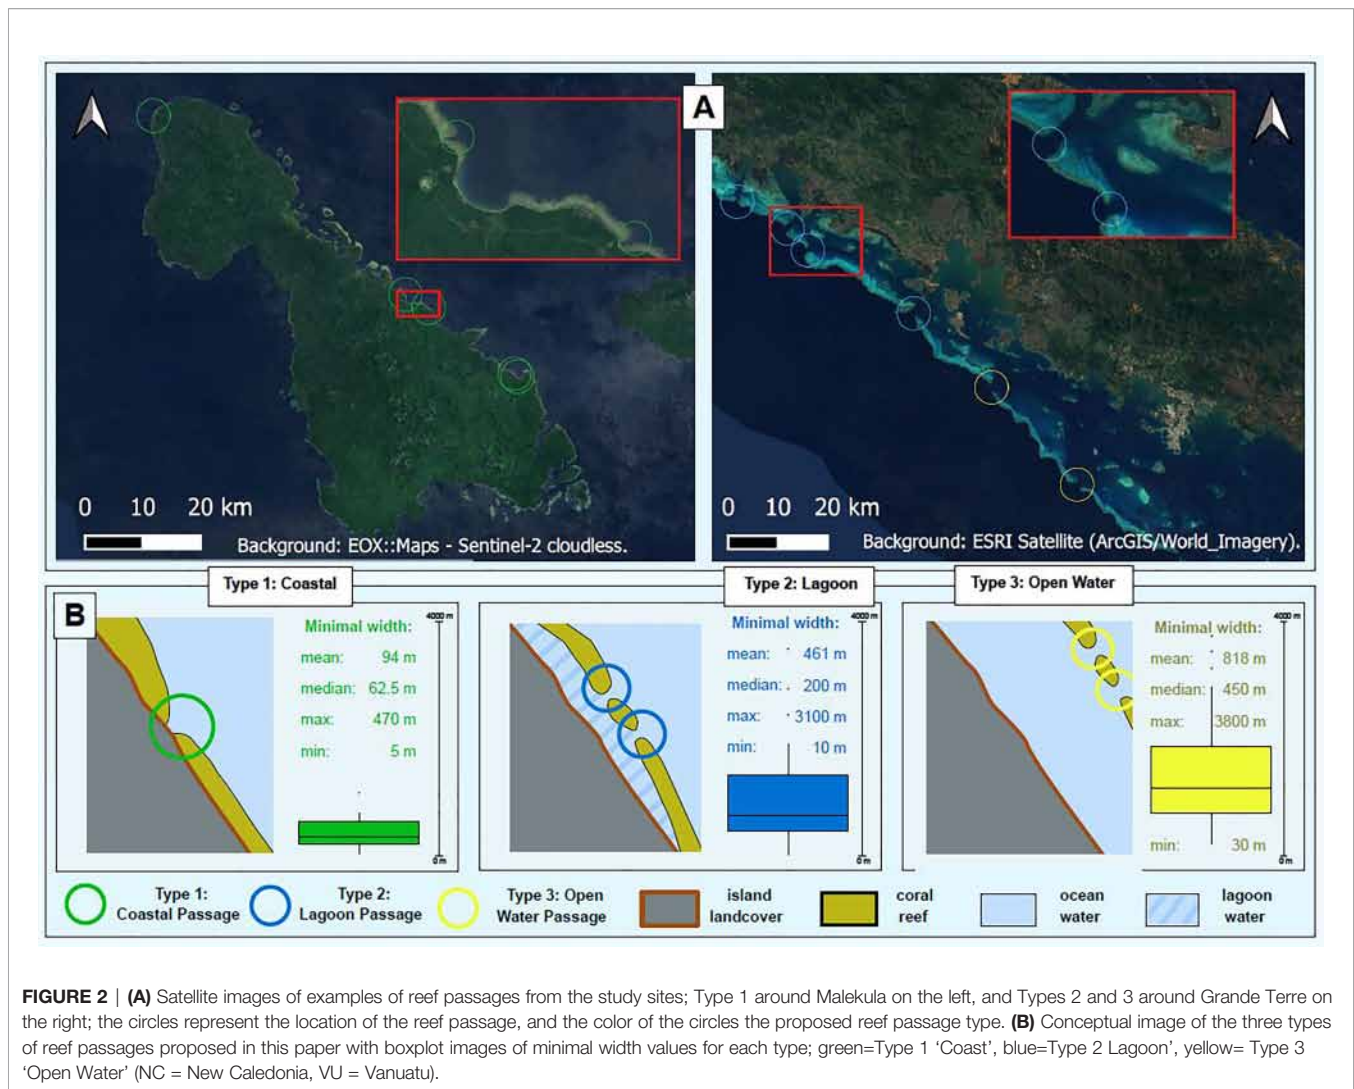 A
0 10 20 km
Background: EOX::Maps - Sentinel-2 cloudless.
0 10 20 km
Background: ESRI Satellite (ArcGIS/World_Imagery).
B
Type 1: Coastal
Minimal width:
mean: 94 m
median: 62.5 m
max: 470 m
min: 5 m
4000 m
0 m
Type 2: Lagoon
Minimal width:
mean: 461 m
median: 200 m
max: 3100 m
min: 10 m
4000 m
0 m
Type 3: Open Water
Minimal width:
mean: 818 m
median: 450 m
max: 3800 m
min: 30 m
4000 m
0 m
Type 1:
Coastal Passage
Type 2:
Lagoon Passage
Type 3: Open
Water Passage
island
landcover
coral
reef
ocean
water
lagoon
water
FIGURE 2 | (A) Satellite images of examples of reef passages from the study sites; Type 1 around Malekula on the left, and Types 2 and 3 around Grande Terre on
the right; the circles represent the location of the reef passage, and the color of the circles the proposed reef passage type. (B) Conceptual image of the three types
of reef passages proposed in this paper with boxplot images of minimal width values for each type; green=Type 1 ‘Coast’, blue=Type 2 Lagoon’, yellow= Type 3
‘Open Water’ (NC = New Caledonia, VU = Vanuatu).